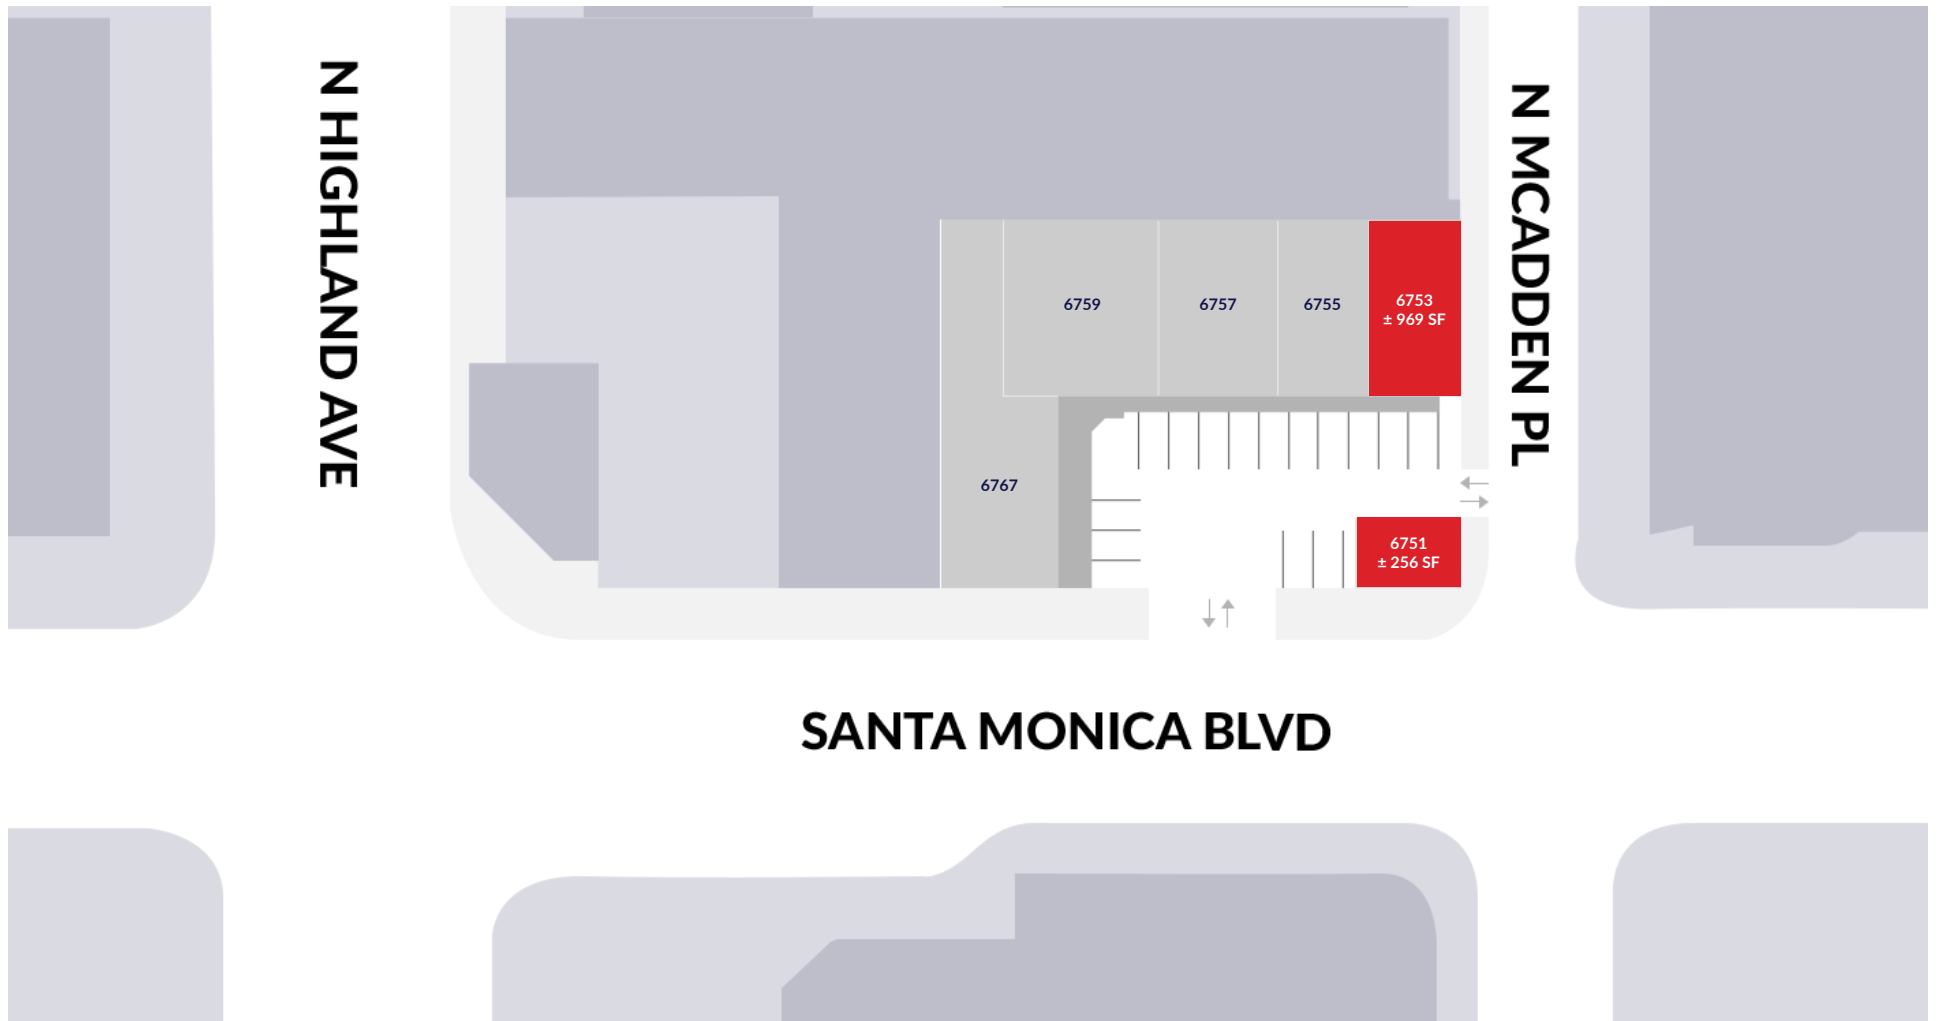 N HIGHLAND AVE
N MCADDEN PL
6759
6757
6755
6753
± 969 SF
6767
6751
± 256 SF
SANTA MONICA BLVD